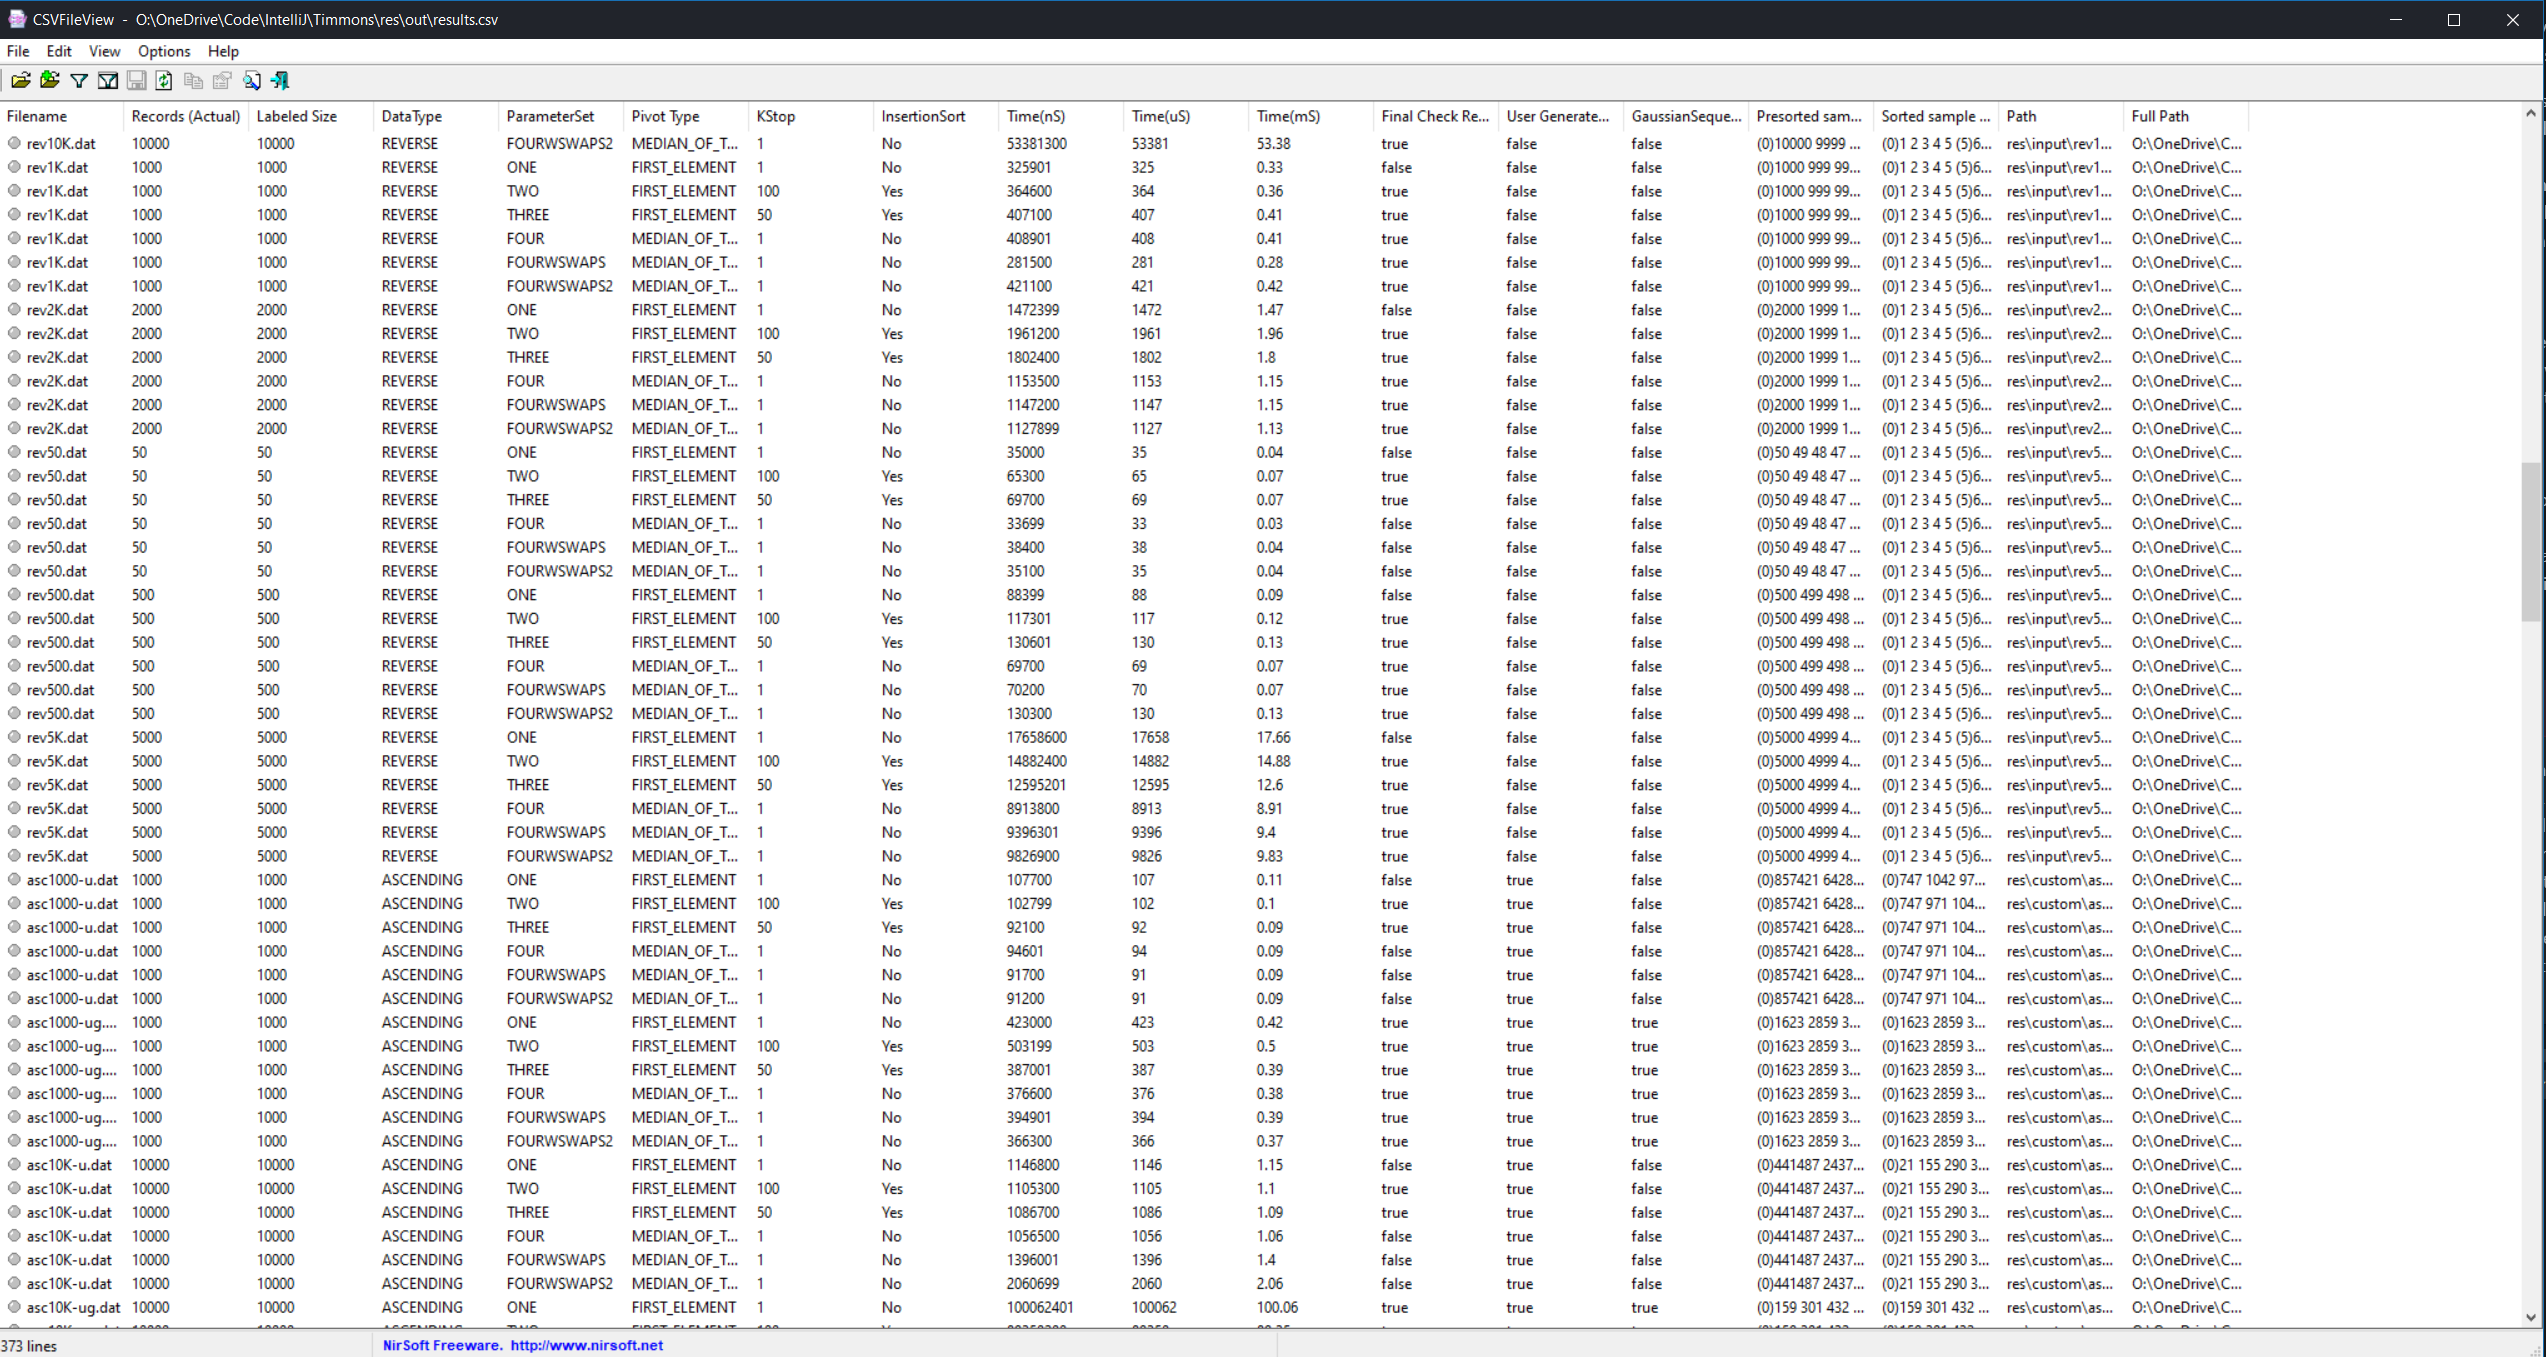 CSVFileView - O:\OneDrive\Code\IntelliJ\Timmons\res\out\results.csv
File Edit View Options Help
Filename Records (Actual) Labeled Size DataType ParameterSet Pivot Type KStop InsertionSort Time(nS) Time(uS) Time(mS) Final Check Re... User Generate... GaussianSeque... Presorted sam... Sorted sample ... Path Full Path
rev10K.dat 10000 10000 REVERSE FOURWSWAPS2 MEDIAN_OF_T... 1 No 53381300 53381 53.38 true false false (0)10000 9999 ... (0)1 2 3 4 5 (5)6... res\input\rev1... O:\OneDrive\C...
rev1K.dat 1000 1000 REVERSE ONE FIRST_ELEMENT 1 No 325901 325 0.33 false false false (0)1000 999 99... (0)1 2 3 4 5 (5)6... res\input\rev1... O:\OneDrive\C...
rev1K.dat 1000 1000 REVERSE TWO FIRST_ELEMENT 100 Yes 364600 364 0.36 true false false (0)1000 999 99... (0)1 2 3 4 5 (5)6... res\input\rev1... O:\OneDrive\C...
rev1K.dat 1000 1000 REVERSE THREE FIRST_ELEMENT 50 Yes 407100 407 0.41 true false false (0)1000 999 99... (0)1 2 3 4 5 (5)6... res\input\rev1... O:\OneDrive\C...
rev1K.dat 1000 1000 REVERSE FOUR MEDIAN_OF_T... 1 No 408901 408 0.41 true false false (0)1000 999 99... (0)1 2 3 4 5 (5)6... res\input\rev1... O:\OneDrive\C...
rev1K.dat 1000 1000 REVERSE FOURWSWAPS MEDIAN_OF_T... 1 No 281500 281 0.28 true false false (0)1000 999 99... (0)1 2 3 4 5 (5)6... res\input\rev1... O:\OneDrive\C...
rev1K.dat 1000 1000 REVERSE FOURWSWAPS2 MEDIAN_OF_T... 1 No 421100 421 0.42 true false false (0)1000 999 99... (0)1 2 3 4 5 (5)6... res\input\rev1... O:\OneDrive\C...
rev2K.dat 2000 2000 REVERSE ONE FIRST_ELEMENT 1 No 1472399 1472 1.47 false false false (0)2000 1999 1... (0)1 2 3 4 5 (5)6... res\input\rev2... O:\OneDrive\C...
rev2K.dat 2000 2000 REVERSE TWO FIRST_ELEMENT 100 Yes 1961200 1961 1.96 true false false (0)2000 1999 1... (0)1 2 3 4 5 (5)6... res\input\rev2... O:\OneDrive\C...
rev2K.dat 2000 2000 REVERSE THREE FIRST_ELEMENT 50 Yes 1802400 1802 1.8 true false false (0)2000 1999 1... (0)1 2 3 4 5 (5)6... res\input\rev2... O:\OneDrive\C...
rev2K.dat 2000 2000 REVERSE FOUR MEDIAN_OF_T... 1 No 1153500 1153 1.15 true false false (0)2000 1999 1... (0)1 2 3 4 5 (5)6... res\input\rev2... O:\OneDrive\C...
rev2K.dat 2000 2000 REVERSE FOURWSWAPS MEDIAN_OF_T... 1 No 1147200 1147 1.15 true false false (0)2000 1999 1... (0)1 2 3 4 5 (5)6... res\input\rev2... O:\OneDrive\C...
rev2K.dat 2000 2000 REVERSE FOURWSWAPS2 MEDIAN_OF_T... 1 No 1127899 1127 1.13 true false false (0)2000 1999 1... (0)1 2 3 4 5 (5)6... res\input\rev2... O:\OneDrive\C...
rev50.dat 50 50 REVERSE ONE FIRST_ELEMENT 1 No 35000 35 0.04 false false false (0)50 49 48 47 ... (0)1 2 3 4 5 (5)6... res\input\rev5... O:\OneDrive\C...
rev50.dat 50 50 REVERSE TWO FIRST_ELEMENT 100 Yes 65300 65 0.07 true false false (0)50 49 48 47 ... (0)1 2 3 4 5 (5)6... res\input\rev5... O:\OneDrive\C...
rev50.dat 50 50 REVERSE THREE FIRST_ELEMENT 50 Yes 69700 69 0.07 true false false (0)50 49 48 47 ... (0)1 2 3 4 5 (5)6... res\input\rev5... O:\OneDrive\C...
rev50.dat 50 50 REVERSE FOUR MEDIAN_OF_T... 1 No 33699 33 0.03 false false false (0)50 49 48 47 ... (0)1 2 3 4 5 (5)6... res\input\rev5... O:\OneDrive\C...
rev50.dat 50 50 REVERSE FOURWSWAPS MEDIAN_OF_T... 1 No 38400 38 0.04 false false false (0)50 49 48 47 ... (0)1 2 3 4 5 (5)6... res\input\rev5... O:\OneDrive\C...
rev50.dat 50 50 REVERSE FOURWSWAPS2 MEDIAN_OF_T... 1 No 35100 35 0.04 false false false (0)50 49 48 47 ... (0)1 2 3 4 5 (5)6... res\input\rev5... O:\OneDrive\C...
rev500.dat 500 500 REVERSE ONE FIRST_ELEMENT 1 No 88399 88 0.09 false false false (0)500 499 498 ... (0)1 2 3 4 5 (5)6... res\input\rev5... O:\OneDrive\C...
rev500.dat 500 500 REVERSE TWO FIRST_ELEMENT 100 Yes 117301 117 0.12 true false false (0)500 499 498 ... (0)1 2 3 4 5 (5)6... res\input\rev5... O:\OneDrive\C...
rev500.dat 500 500 REVERSE THREE FIRST_ELEMENT 50 Yes 130601 130 0.13 true false false (0)500 499 498 ... (0)1 2 3 4 5 (5)6... res\input\rev5... O:\OneDrive\C...
rev500.dat 500 500 REVERSE FOUR MEDIAN_OF_T... 1 No 69700 69 0.07 true false false (0)500 499 498 ... (0)1 2 3 4 5 (5)6... res\input\rev5... O:\OneDrive\C...
rev500.dat 500 500 REVERSE FOURWSWAPS MEDIAN_OF_T... 1 No 70200 70 0.07 true false false (0)500 499 498 ... (0)1 2 3 4 5 (5)6... res\input\rev5... O:\OneDrive\C...
rev500.dat 500 500 REVERSE FOURWSWAPS2 MEDIAN_OF_T... 1 No 130300 130 0.13 true false false (0)500 499 498 ... (0)1 2 3 4 5 (5)6... res\input\rev5... O:\OneDrive\C...
rev5K.dat 5000 5000 REVERSE ONE FIRST_ELEMENT 1 No 17658600 17658 17.66 false false false (0)5000 4999 4... (0)1 2 3 4 5 (5)6... res\input\rev5... O:\OneDrive\C...
rev5K.dat 5000 5000 REVERSE TWO FIRST_ELEMENT 100 Yes 14882400 14882 14.88 true false false (0)5000 4999 4... (0)1 2 3 4 5 (5)6... res\input\rev5... O:\OneDrive\C...
rev5K.dat 5000 5000 REVERSE THREE FIRST_ELEMENT 50 Yes 12595201 12595 12.6 true false false (0)5000 4999 4... (0)1 2 3 4 5 (5)6... res\input\rev5... O:\OneDrive\C...
rev5K.dat 5000 5000 REVERSE FOUR MEDIAN_OF_T... 1 No 8913800 8913 8.91 true false false (0)5000 4999 4... (0)1 2 3 4 5 (5)6... res\input\rev5... O:\OneDrive\C...
rev5K.dat 5000 5000 REVERSE FOURWSWAPS MEDIAN_OF_T... 1 No 9396301 9396 9.4 true false false (0)5000 4999 4... (0)1 2 3 4 5 (5)6... res\input\rev5... O:\OneDrive\C...
rev5K.dat 5000 5000 REVERSE FOURWSWAPS2 MEDIAN_OF_T... 1 No 9826900 9826 9.83 true false false (0)5000 4999 4... (0)1 2 3 4 5 (5)6... res\input\rev5... O:\OneDrive\C...
asc1000-u.dat 1000 1000 ASCENDING ONE FIRST_ELEMENT 1 No 107700 107 0.11 false true false (0)857421 6428... (0)747 1042 97... res\custom\as... O:\OneDrive\C...
asc1000-u.dat 1000 1000 ASCENDING TWO FIRST_ELEMENT 100 Yes 102799 102 0.1 true true false (0)857421 6428... (0)747 971 104... res\custom\as... O:\OneDrive\C...
asc1000-u.dat 1000 1000 ASCENDING THREE FIRST_ELEMENT 50 Yes 92100 92 0.09 true true false (0)857421 6428... (0)747 971 104... res\custom\as... O:\OneDrive\C...
asc1000-u.dat 1000 1000 ASCENDING FOUR MEDIAN_OF_T... 1 No 94601 94 0.09 false true false (0)857421 6428... (0)747 971 104... res\custom\as... O:\OneDrive\C...
asc1000-u.dat 1000 1000 ASCENDING FOURWSWAPS MEDIAN_OF_T... 1 No 91700 91 0.09 false true false (0)857421 6428... (0)747 971 104... res\custom\as... O:\OneDrive\C...
asc1000-u.dat 1000 1000 ASCENDING FOURWSWAPS2 MEDIAN_OF_T... 1 No 91200 91 0.09 false true false (0)857421 6428... (0)747 971 104... res\custom\as... O:\OneDrive\C...
asc1000-ug.... 1000 1000 ASCENDING ONE FIRST_ELEMENT 1 No 423000 423 0.42 true true true (0)1623 2859 3... (0)1623 2859 3... res\custom\as... O:\OneDrive\C...
asc1000-ug.... 1000 1000 ASCENDING TWO FIRST_ELEMENT 100 Yes 503199 503 0.5 true true true (0)1623 2859 3... (0)1623 2859 3... res\custom\as... O:\OneDrive\C...
asc1000-ug.... 1000 1000 ASCENDING THREE FIRST_ELEMENT 50 Yes 387001 387 0.39 true true true (0)1623 2859 3... (0)1623 2859 3... res\custom\as... O:\OneDrive\C...
asc1000-ug.... 1000 1000 ASCENDING FOUR MEDIAN_OF_T... 1 No 376600 376 0.38 true true true (0)1623 2859 3... (0)1623 2859 3... res\custom\as... O:\OneDrive\C...
asc1000-ug.... 1000 1000 ASCENDING FOURWSWAPS MEDIAN_OF_T... 1 No 394901 394 0.39 true true true (0)1623 2859 3... (0)1623 2859 3... res\custom\as... O:\OneDrive\C...
asc1000-ug.... 1000 1000 ASCENDING FOURWSWAPS2 MEDIAN_OF_T... 1 No 366300 366 0.37 true true true (0)1623 2859 3... (0)1623 2859 3... res\custom\as... O:\OneDrive\C...
asc10K-u.dat 10000 10000 ASCENDING ONE FIRST_ELEMENT 1 No 1146800 1146 1.15 false true false (0)441487 2437... (0)21 155 290 3... res\custom\as... O:\OneDrive\C...
asc10K-u.dat 10000 10000 ASCENDING TWO FIRST_ELEMENT 100 Yes 1105300 1105 1.1 true true false (0)441487 2437... (0)21 155 290 3... res\custom\as... O:\OneDrive\C...
asc10K-u.dat 10000 10000 ASCENDING THREE FIRST_ELEMENT 50 Yes 1086700 1086 1.09 true true false (0)441487 2437... (0)21 155 290 3... res\custom\as... O:\OneDrive\C...
asc10K-u.dat 10000 10000 ASCENDING FOUR MEDIAN_OF_T... 1 No 1056500 1056 1.06 false true false (0)441487 2437... (0)21 155 290 3... res\custom\as... O:\OneDrive\C...
asc10K-u.dat 10000 10000 ASCENDING FOURWSWAPS MEDIAN_OF_T... 1 No 1396001 1396 1.4 false true false (0)441487 2437... (0)21 155 290 3... res\custom\as... O:\OneDrive\C...
asc10K-u.dat 10000 10000 ASCENDING FOURWSWAPS2 MEDIAN_OF_T... 1 No 2060699 2060 2.06 false true false (0)441487 2437... (0)21 155 290 3... res\custom\as... O:\OneDrive\C...
asc10K-ug.dat 10000 10000 ASCENDING ONE FIRST_ELEMENT 1 No 100062401 100062 100.06 true true true (0)159 301 432 ... (0)159 301 432 ... res\custom\as... O:\OneDrive\C...
373 lines NirSoft Freeware. http://www.nirsoft.net